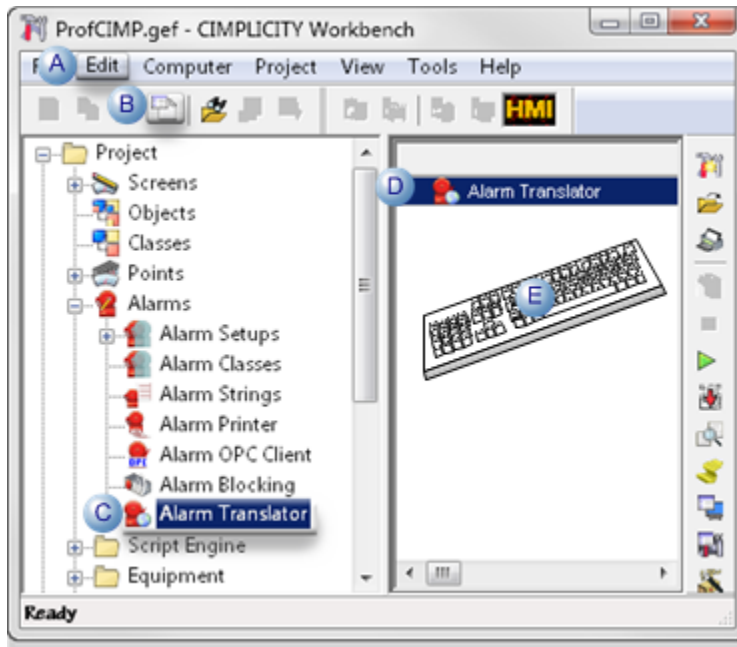 ProfCIMP.gef - CIMPLICITY Workbench
F A Edit Computer Project View Tools Help
B HMI
Project
Screens
Objects
Classes
Points
Alarms
Alarm Setups
Alarm Classes
Alarm Strings
Alarm Printer
OPC Alarm OPC Client
Alarm Blocking
C Alarm Translator
Script Engine
Equipment
D Alarm Translator
E
Ready